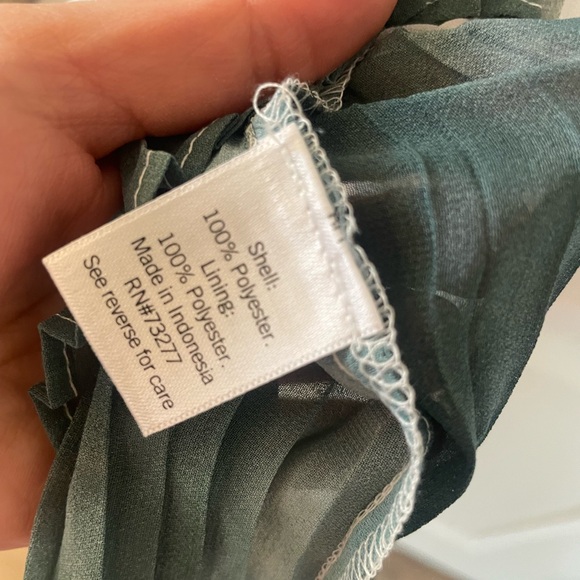 Shell:
100% Polyester.
Lining:
100% Polyester.
Made in Indonesia
RN#73277
See reverse for care